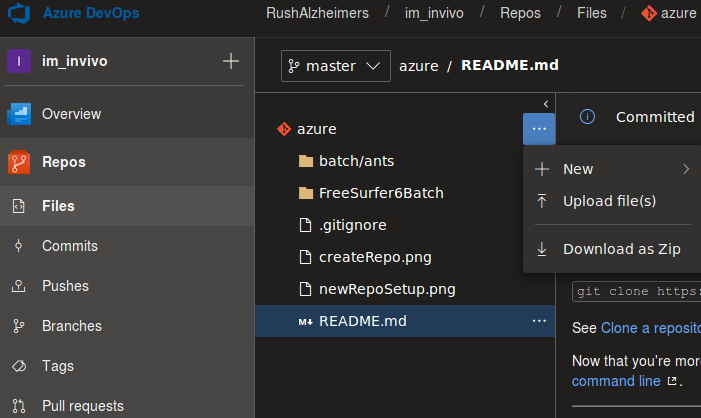 Azure DevOps RushAlzheimers / im_invivo / Repos / Files / azure
I im_invivo +
master azure / README.md
Overview
Repos
Files
Commits
Pushes
Branches
Tags
Pull requests
azure ...
batch/ants
FreeSurfer6Batch
.gitignore
createRepo.png
newRepoSetup.png
README.md ...
Committed
New
Upload file(s)
Download as Zip
git clone https:
See Clone a reposito
Now that you're mor
command line .